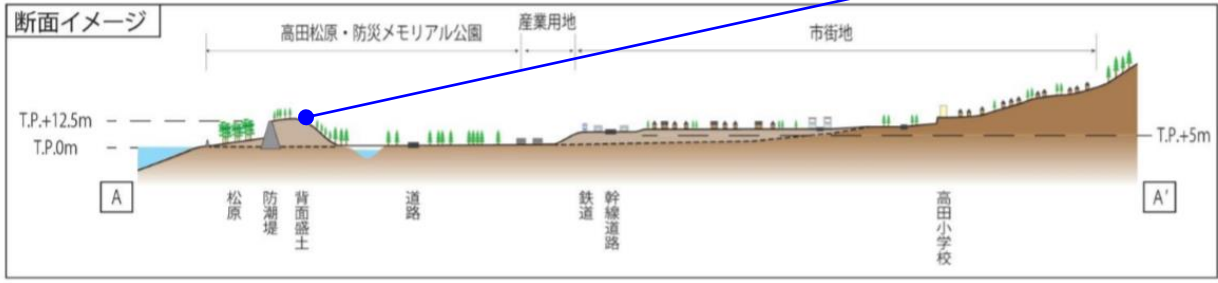 断面イメージ
高田松原・防災メモリアル公園
産業用地
市街地
T.P.+12.5m
T.P.0m
T.P.+5m
A
松原
防潮堤
背面盛土
道路
鉄道
幹線道路
高田小学校
A'